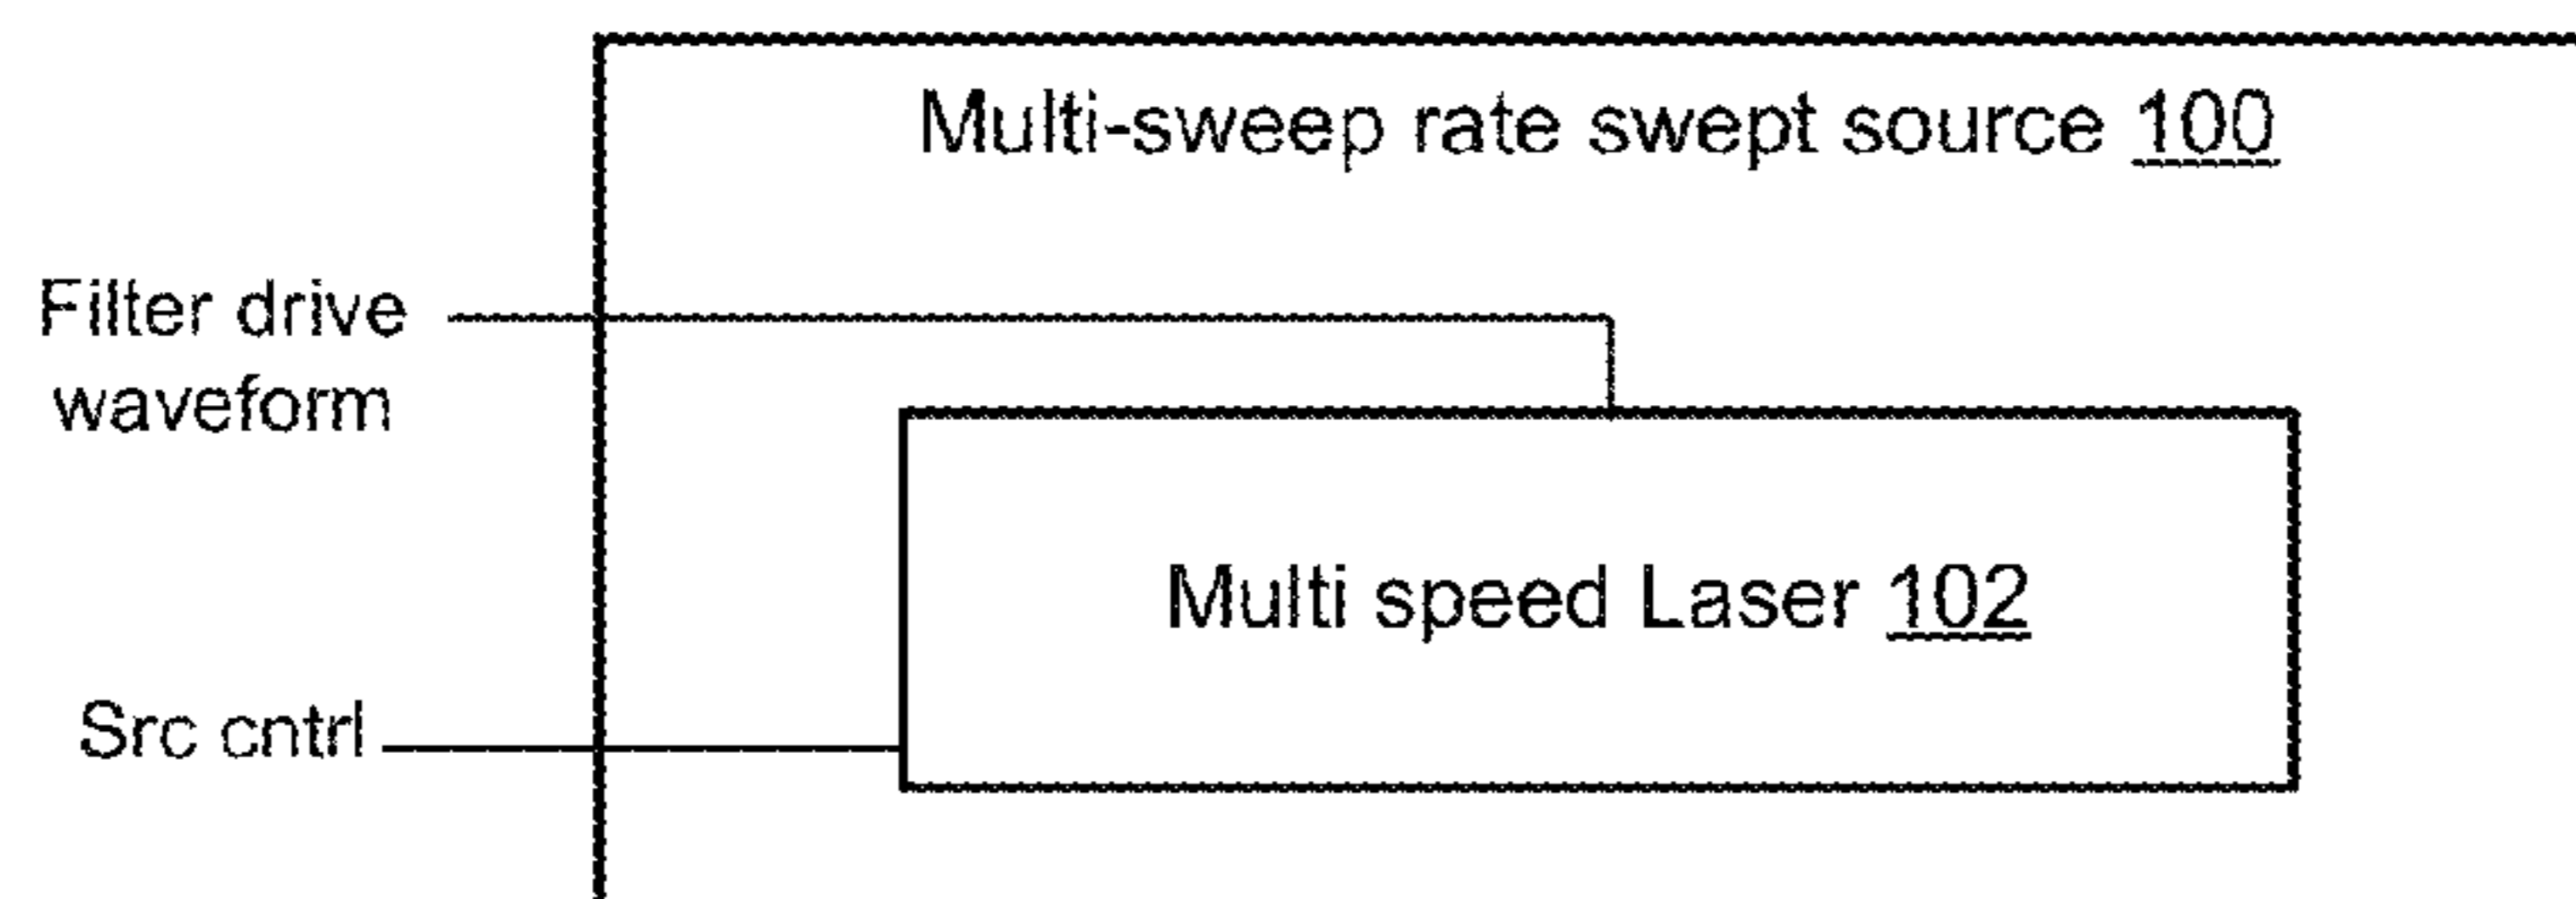 Multi-sweep rate swept source 100
Filter drive
waveform
Multi speed Laser 102
Src cntrl